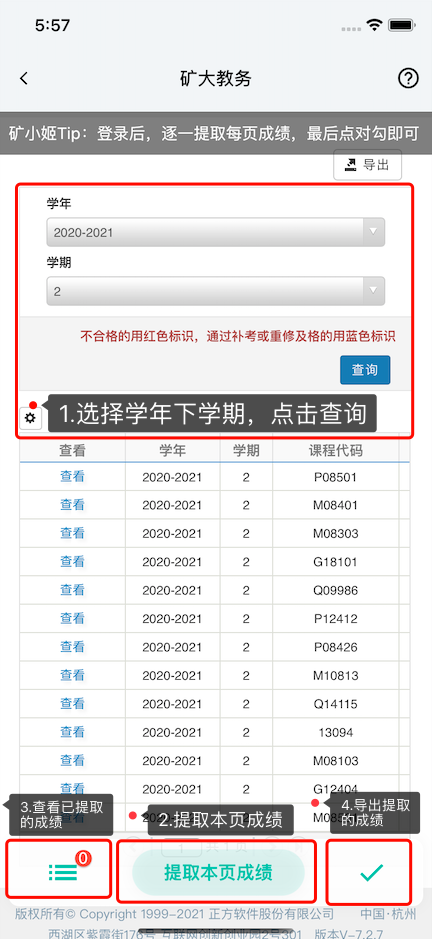 5:57
矿大教务
矿小姬Tip：登录后，逐一提取每页成绩，最后点对勾即可
导出
学年
2020-2021
学期
2
不合格的用红色标识，通过补考或重修及格的用蓝色标识
查询
1.选择学年下学期，点击查询
查看 学年 学期 课程代码
查看 2020-2021 2 P08501
查看 2020-2021 2 M08401
查看 2020-2021 2 M08303
查看 2020-2021 2 G18101
查看 2020-2021 2 Q09986
查看 2020-2021 2 P12412
查看 2020-2021 2 P08426
查看 2020-2021 2 M10813
查看 2020-2021 2 Q14115
查看 2020-2021 2 13094
查看 2020-2021 2 M08103
查看 2020-2021 2 G12404
3.查看已提取
的成绩
2.提取本页成绩
4.导出提取
的成绩
0
提取本页成绩
版权所有© Copyright 1999-2021 正方软件股份有限公司 中国·杭州
西湖区紫霞街176号 互联网创新创业园2号301 版本V-7.2.7